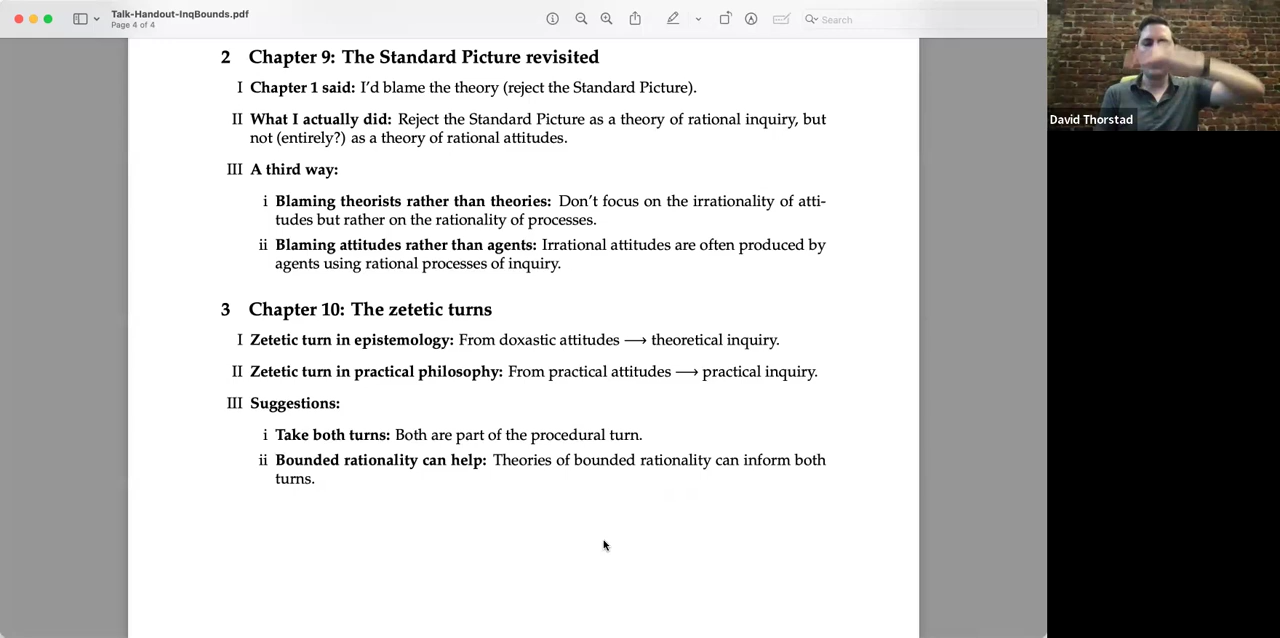 Talk-Handout-InqBounds.pdf
Page 4 of 4
Search
2 Chapter 9: The Standard Picture revisited
I Chapter 1 said: I'd blame the theory (reject the Standard Picture).
II What I actually did: Reject the Standard Picture as a theory of rational inquiry, but
not (entirely?) as a theory of rational attitudes.
III A third way:
i Blaming theorists rather than theories: Don't focus on the irrationality of atti-
tudes but rather on the rationality of processes.
ii Blaming attitudes rather than agents: Irrational attitudes are often produced by
agents using rational processes of inquiry.
3 Chapter 10: The zetetic turns
I Zetetic turn in epistemology: From doxastic attitudes ⟶ theoretical inquiry.
II Zetetic turn in practical philosophy: From practical attitudes ⟶ practical inquiry.
III Suggestions:
i Take both turns: Both are part of the procedural turn.
ii Bounded rationality can help: Theories of bounded rationality can inform both
turns.
David Thorstad